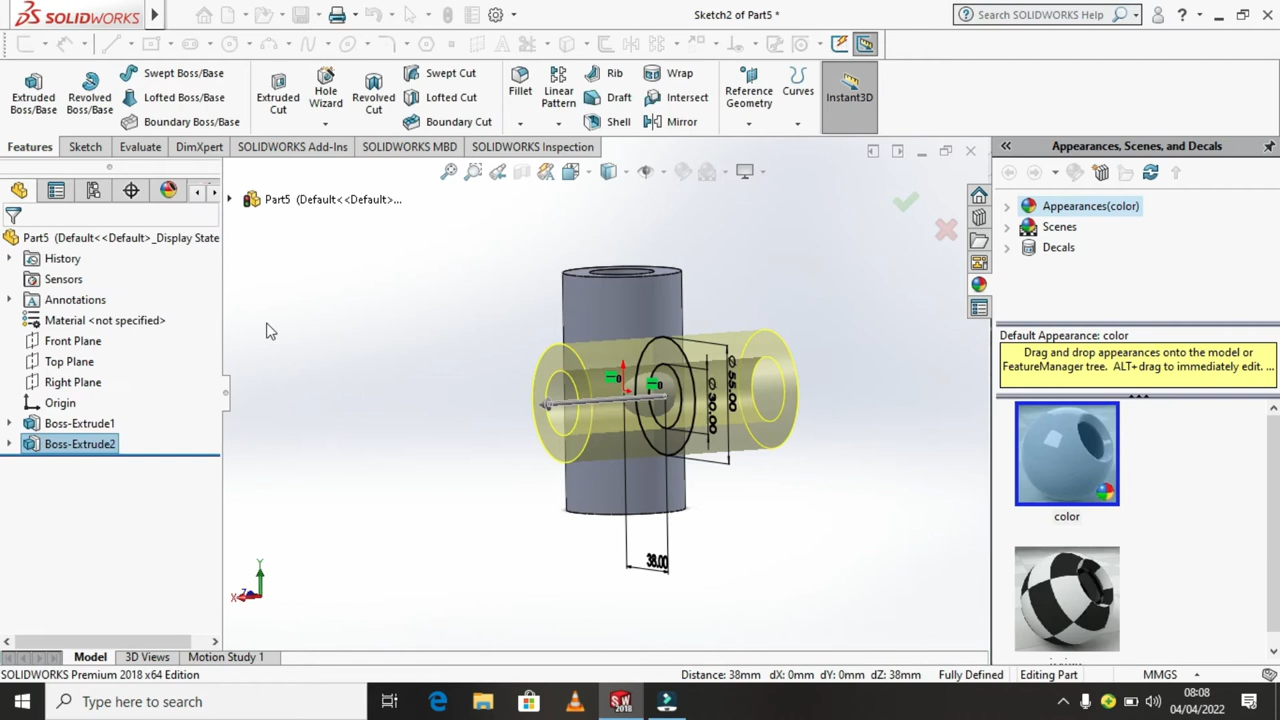 SOLIDWORKS
Sketch2 of Part5 *
Search SOLIDWORKS Help
Extruded Boss/Base
Revolved Boss/Base
Swept Boss/Base
Lofted Boss/Base
Boundary Boss/Base
Extruded Cut
Hole Wizard
Revolved Cut
Swept Cut
Lofted Cut
Boundary Cut
Fillet
Linear Pattern
Rib
Draft
Shell
Wrap
Intersect
Mirror
Reference Geometry
Curves
Instant3D
Features
Sketch
Evaluate
DimXpert
SOLIDWORKS Add-Ins
SOLIDWORKS MBD
SOLIDWORKS Inspection
Part5 (Default<<Default>_Display State
History
Sensors
Annotations
Material <not specified>
Front Plane
Top Plane
Right Plane
Origin
Boss-Extrude1
Boss-Extrude2
Part5 (Default<<Default>...
Ø 55.00
Ø 30.00
38.00
0
0
Y
X
Z
Appearances, Scenes, and Decals
Appearances(color)
Scenes
Decals
Default Appearance: color
Drag and drop appearances onto the model or
FeatureManager tree. ALT+drag to immediately edit. ...
color
Model
3D Views
Motion Study 1
SOLIDWORKS Premium 2018 x64 Edition
Distance: 38mm dX: 0mm dY: 0mm dZ: 38mm
Fully Defined
Editing Part
MMGS
Type here to search
SW
2018
08:08
04/04/2022